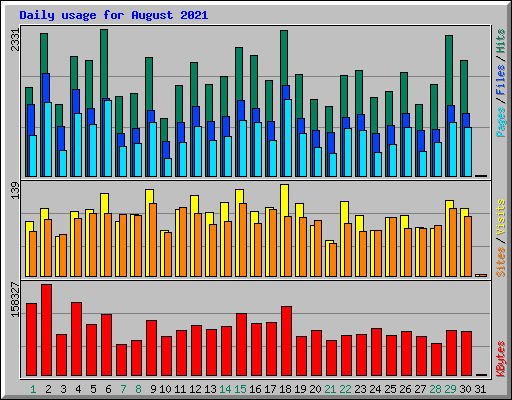 Daily usage for August 2021
2331
Pages / Files / Hits
139
Sites / Visits
158327
KBytes
1 2 3 4 5 6 7 8 9 10 11 12 13 14 15 16 17 18 19 20 21 22 23 24 25 26 27 28 29 30 31